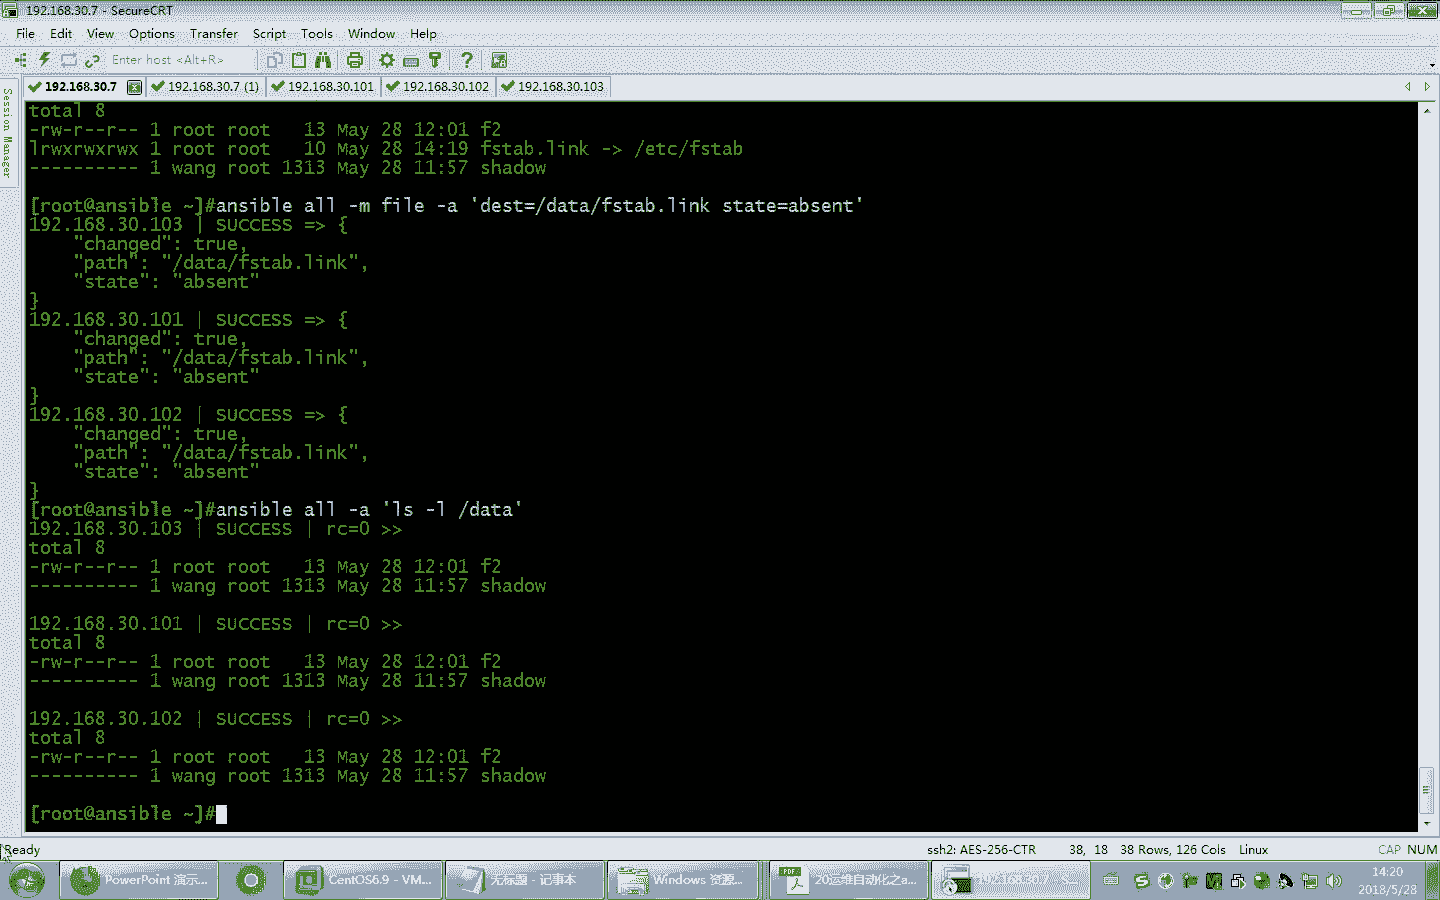 192.168.30.7 - SecureCRT
File Edit View Options Transfer Script Tools Window Help
Enter host <Alt+R>
192.168.30.7 192.168.30.7 (1) 192.168.30.101 192.168.30.102 192.168.30.103
Session Manager
total 8
-rw-r--r-- 1 root root   13 May 28 12:01 f2
lrwxrwxrwx 1 root root   10 May 28 14:19 fstab.link -> /etc/fstab
---------- 1 wang root 1313 May 28 11:57 shadow
[root@ansible ~]#ansible all -m file -a 'dest=/data/fstab.link state=absent'
192.168.30.103 | SUCCESS => {
    "changed": true,
    "path": "/data/fstab.link",
    "state": "absent"
}
192.168.30.101 | SUCCESS => {
    "changed": true,
    "path": "/data/fstab.link",
    "state": "absent"
}
192.168.30.102 | SUCCESS => {
    "changed": true,
    "path": "/data/fstab.link",
    "state": "absent"
}
[root@ansible ~]#ansible all -a 'ls -l /data'
192.168.30.103 | SUCCESS | rc=0 >>
total 8
-rw-r--r-- 1 root root   13 May 28 12:01 f2
---------- 1 wang root 1313 May 28 11:57 shadow
192.168.30.101 | SUCCESS | rc=0 >>
total 8
-rw-r--r-- 1 root root   13 May 28 12:01 f2
---------- 1 wang root 1313 May 28 11:57 shadow
192.168.30.102 | SUCCESS | rc=0 >>
total 8
-rw-r--r-- 1 root root   13 May 28 12:01 f2
---------- 1 wang root 1313 May 28 11:57 shadow
[root@ansible ~]#
Ready ssh2: AES-256-CTR 38, 18 38 Rows, 126 Cols Linux CAP NUM
PowerPoint 演示... CentOS6.9 - VM... 无标题 - 记事本 Windows 资源... PDF 20运维自动化之a... 14:20
2018/5/28